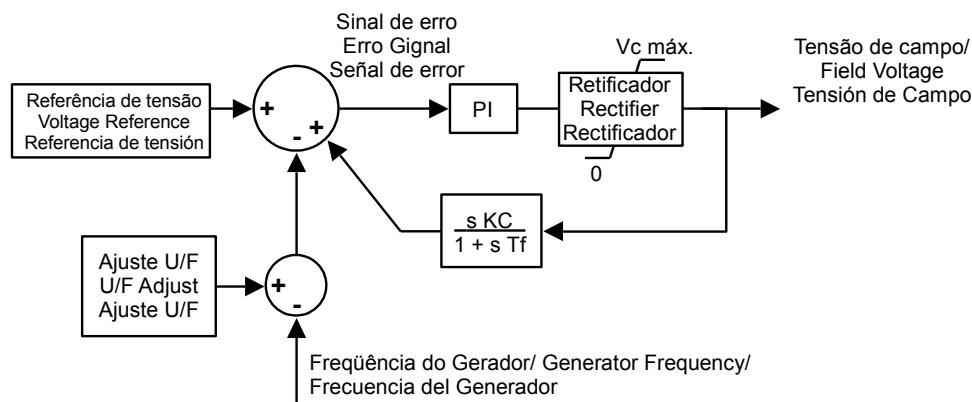 Sinal de erro
Erro Gignal
Señal de error
Vc máx.
Tensão de campo/
Field Voltage
Tensión de Campo
Referência de tensão
Voltage Reference
Referencia de tensión
+
-
+
PI
Retificador
Rectifier
Rectificador
0
s KC
1 + s Tf
Ajuste U/F
U/F Adjust
Ajuste U/F
+
-
Freqüência do Gerador/ Generator Frequency/
Frecuencia del Generador